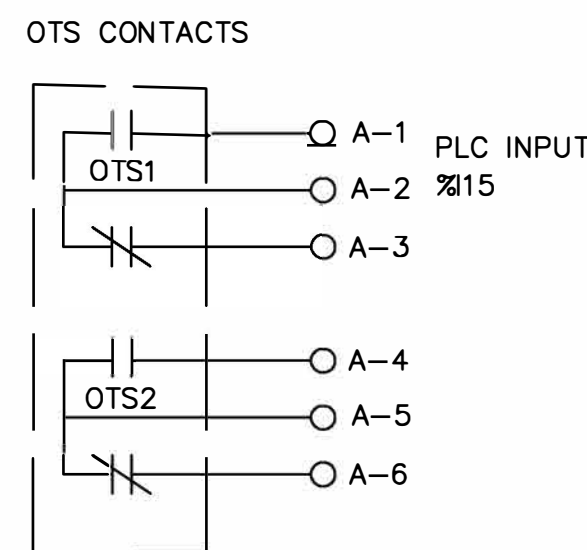 OTS CONTACTS
A-1
PLC INPUT
OTS1
A-2
%I15
A-3
A-4
OTS2
A-5
A-6